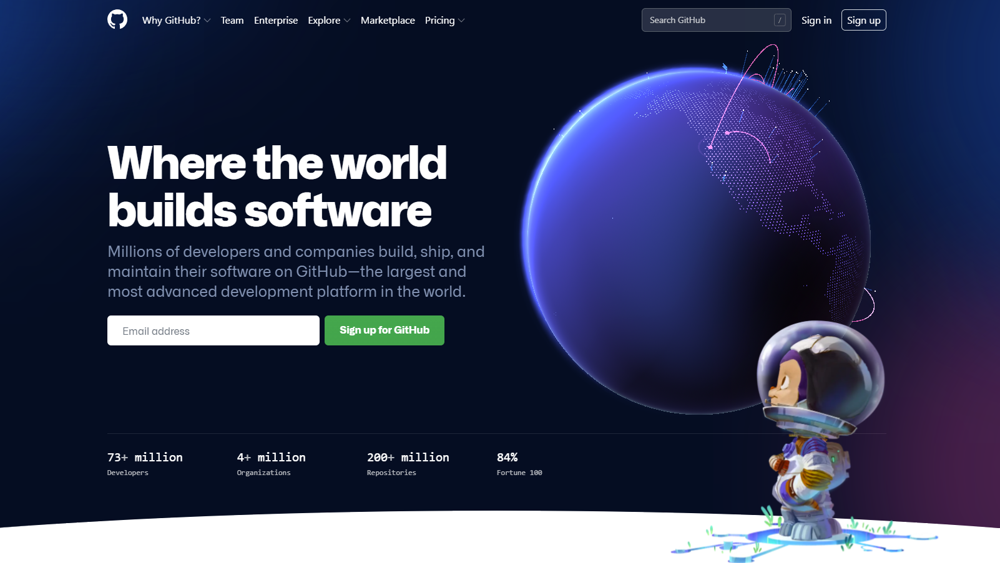 Why GitHub? Team Enterprise Explore Marketplace Pricing Search GitHub / Sign in Sign up
Where the world
builds software
Millions of developers and companies build, ship, and
maintain their software on GitHub—the largest and
most advanced development platform in the world.
Email address Sign up for GitHub
73+ million 4+ million 200+ million 84%
Developers Organizations Repositories Fortune 100